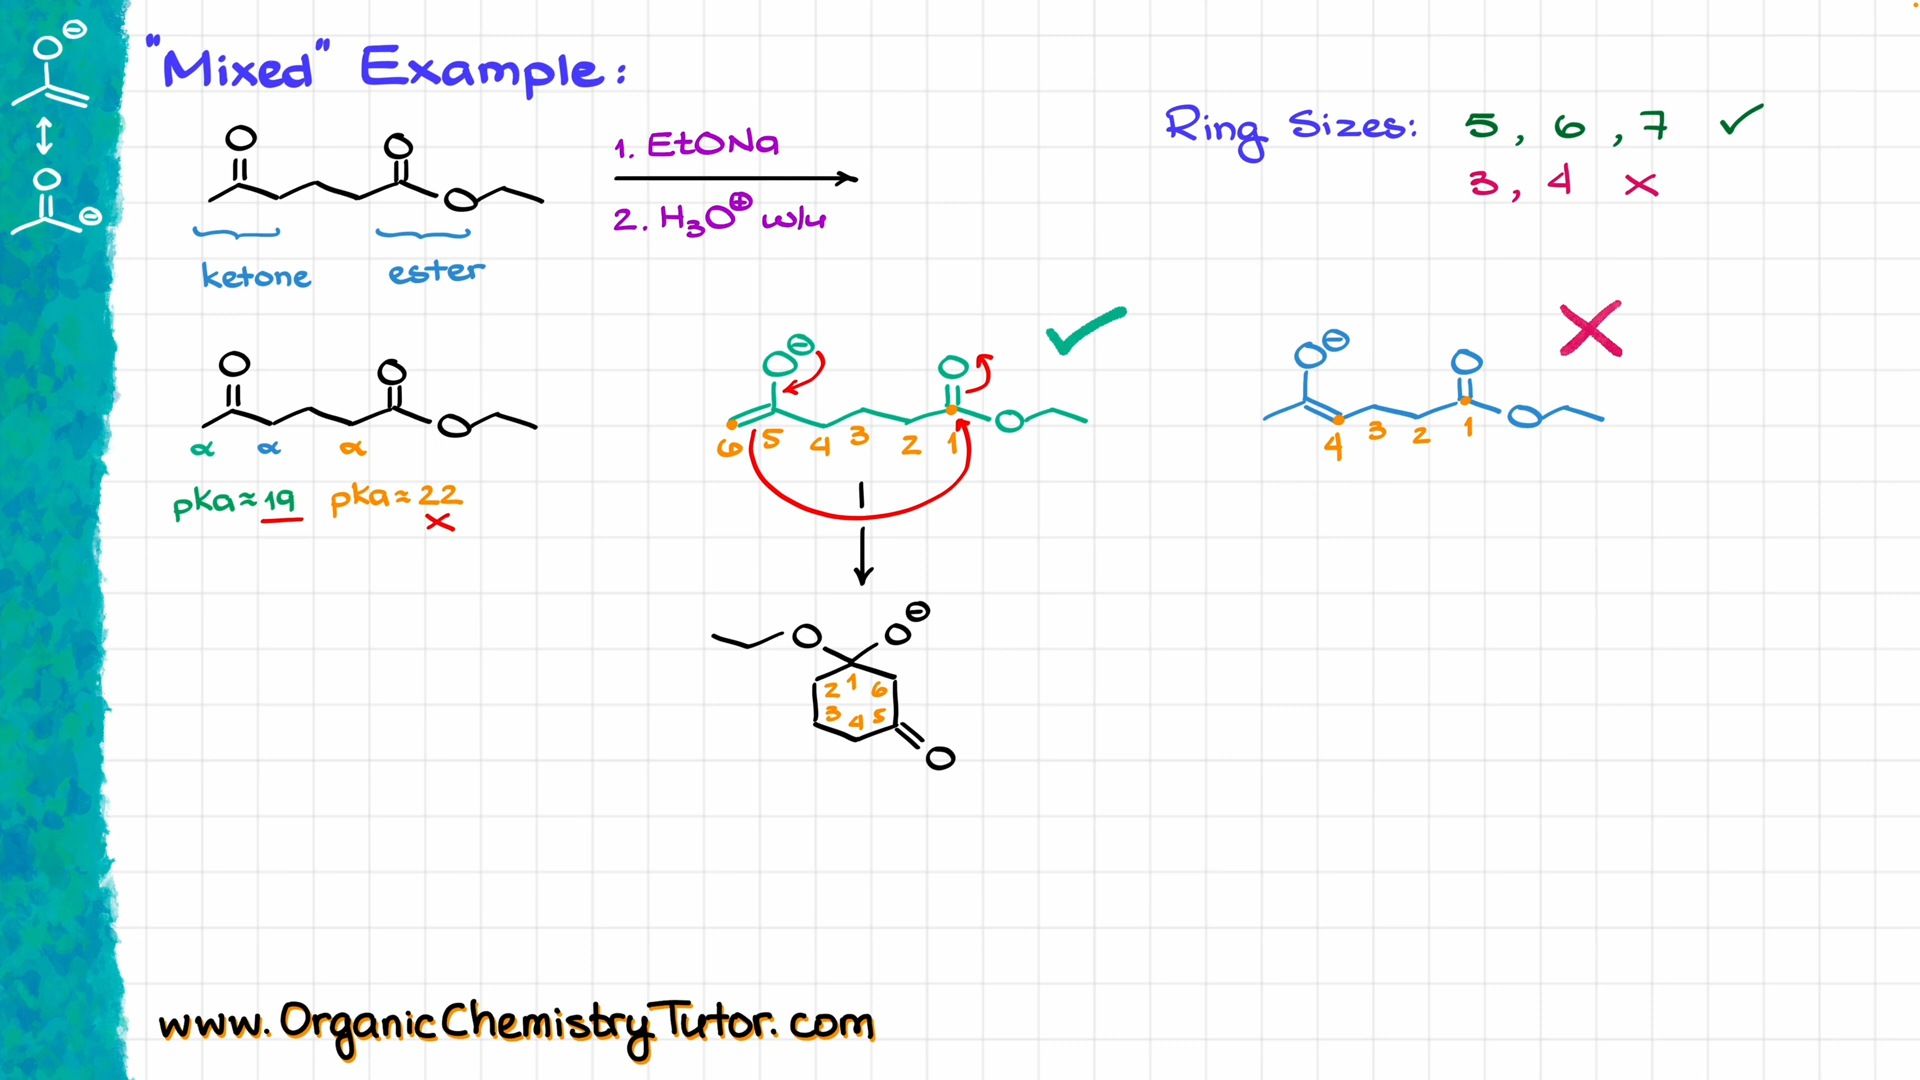 "Mixed" Example:
Ring Sizes: 5, 6, 7 ✓
3, 4 ×
O⊖
O
⊖
O
O
O
1. EtONa
2. H₃O⊕ w/u
ketone
ester
O
O
O
α α α
pka≈19 pka≈22
×
O⊖
O
O
6 5 4 3 2 1
✓
O⊖
O
O
4 3 2 1
×
O
O⊖
2 1 6
3 4 5
O
www.OrganicChemistryTutor.com